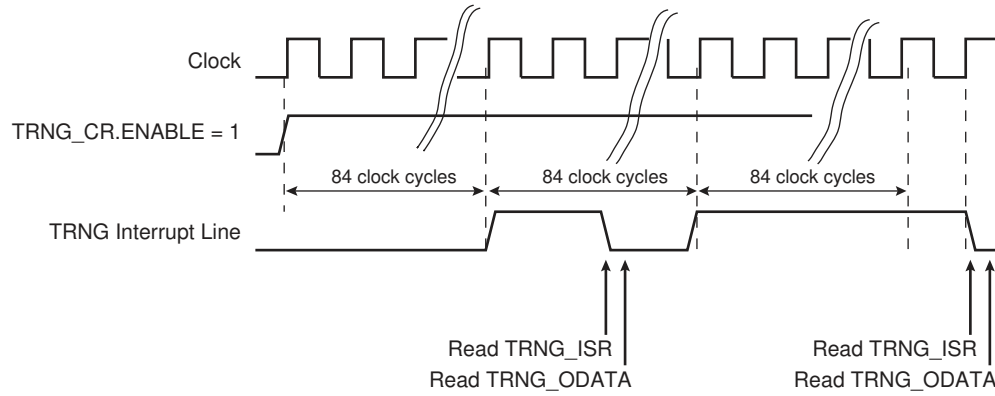 Clock
TRNG_CR.ENABLE = 1
84 clock cycles
84 clock cycles
84 clock cycles
TRNG Interrupt Line
Read TRNG_ISR
Read TRNG_ISR
Read TRNG_ODATA
Read TRNG_ODATA